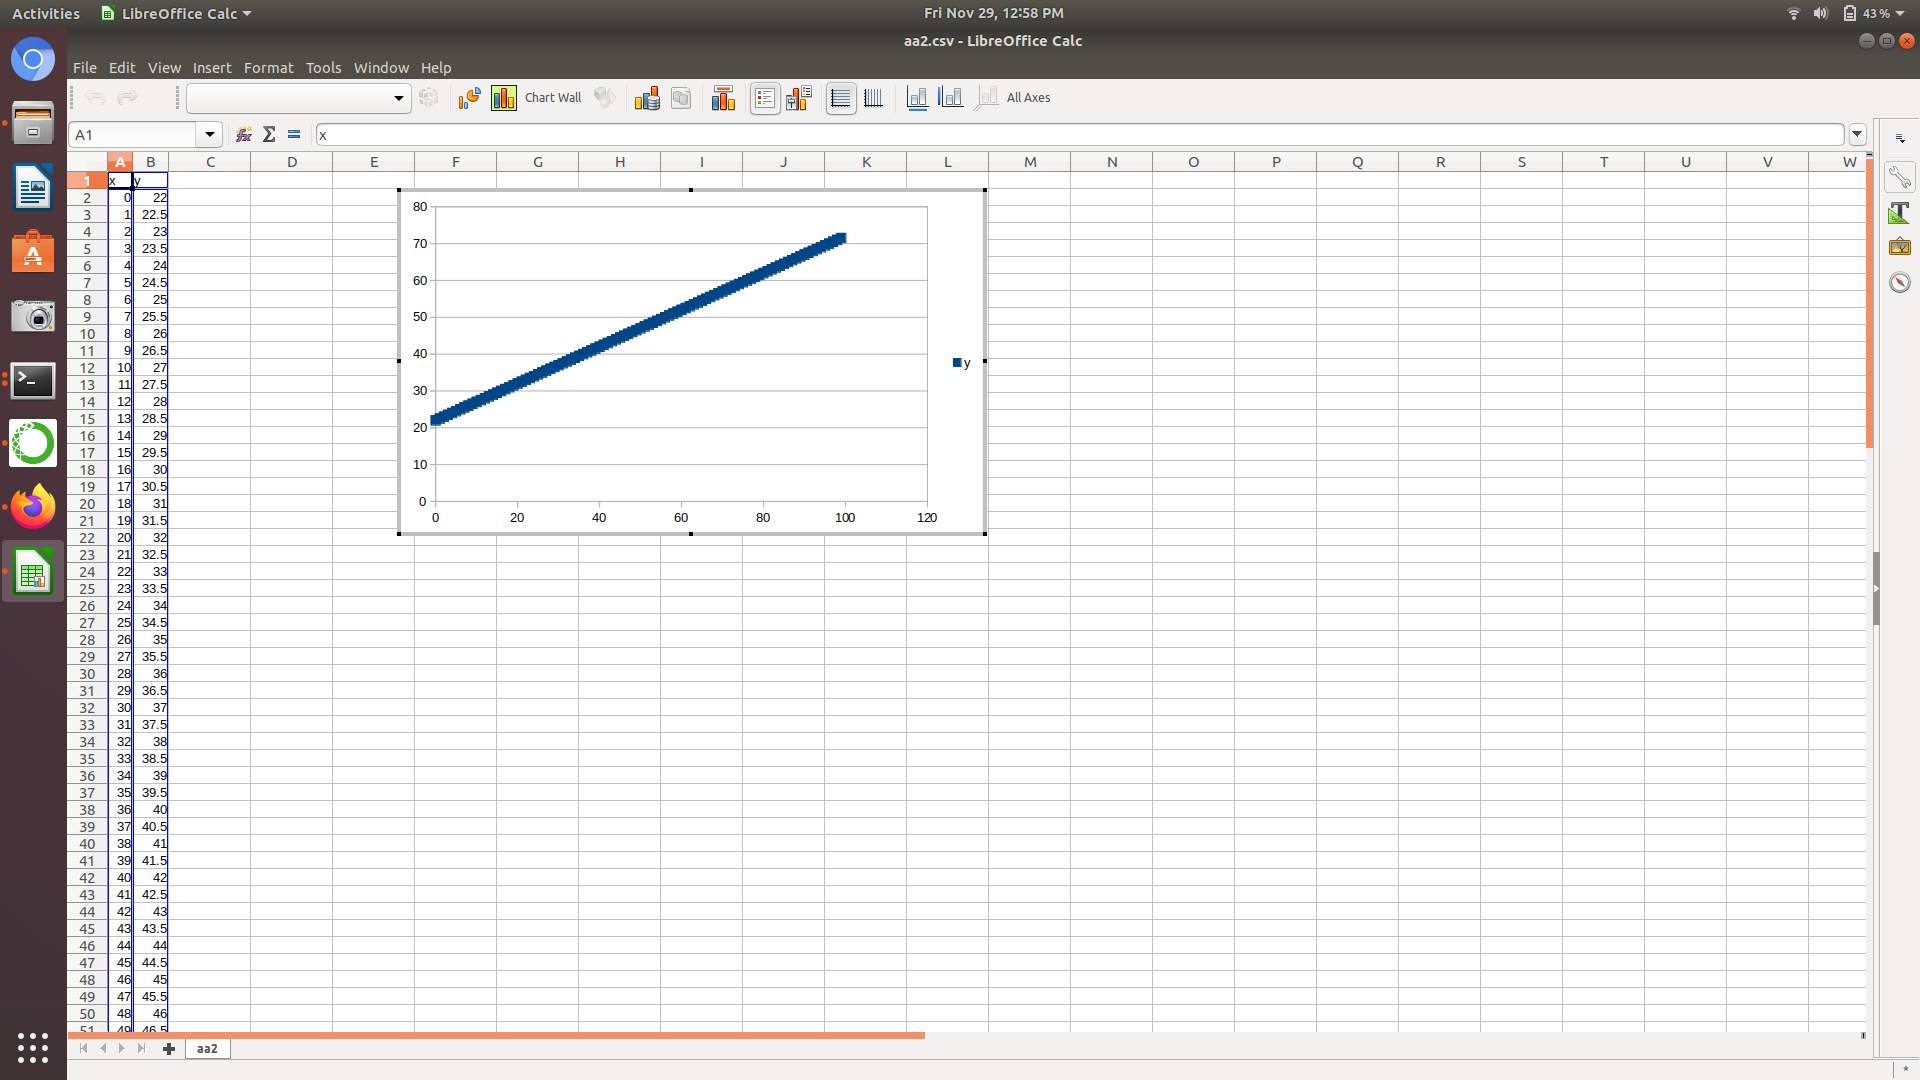 Activities LibreOffice Calc Fri Nov 29, 12:58 PM 43 %
aa2.csv - LibreOffice Calc
File Edit View Insert Format Tools Window Help
Chart Wall All Axes
A1 x
A B C D E F G H I J K L M N O P Q R S T U V W
1 x y
2 0 22
3 1 22.5
4 2 23
5 3 23.5
6 4 24
7 5 24.5
8 6 25
9 7 25.5
10 8 26
11 9 26.5
12 10 27
13 11 27.5
14 12 28
15 13 28.5
16 14 29
17 15 29.5
18 16 30
19 17 30.5
20 18 31
21 19 31.5
22 20 32
23 21 32.5
24 22 33
25 23 33.5
26 24 34
27 25 34.5
28 26 35
29 27 35.5
30 28 36
31 29 36.5
32 30 37
33 31 37.5
34 32 38
35 33 38.5
36 34 39
37 35 39.5
38 36 40
39 37 40.5
40 38 41
41 39 41.5
42 40 42
43 41 42.5
44 42 43
45 43 43.5
46 44 44
47 45 44.5
48 46 45
49 47 45.5
50 48 46
51 49 46.5
80
70
60
50
40
30
20
10
0
0 20 40 60 80 100 120
y
aa2